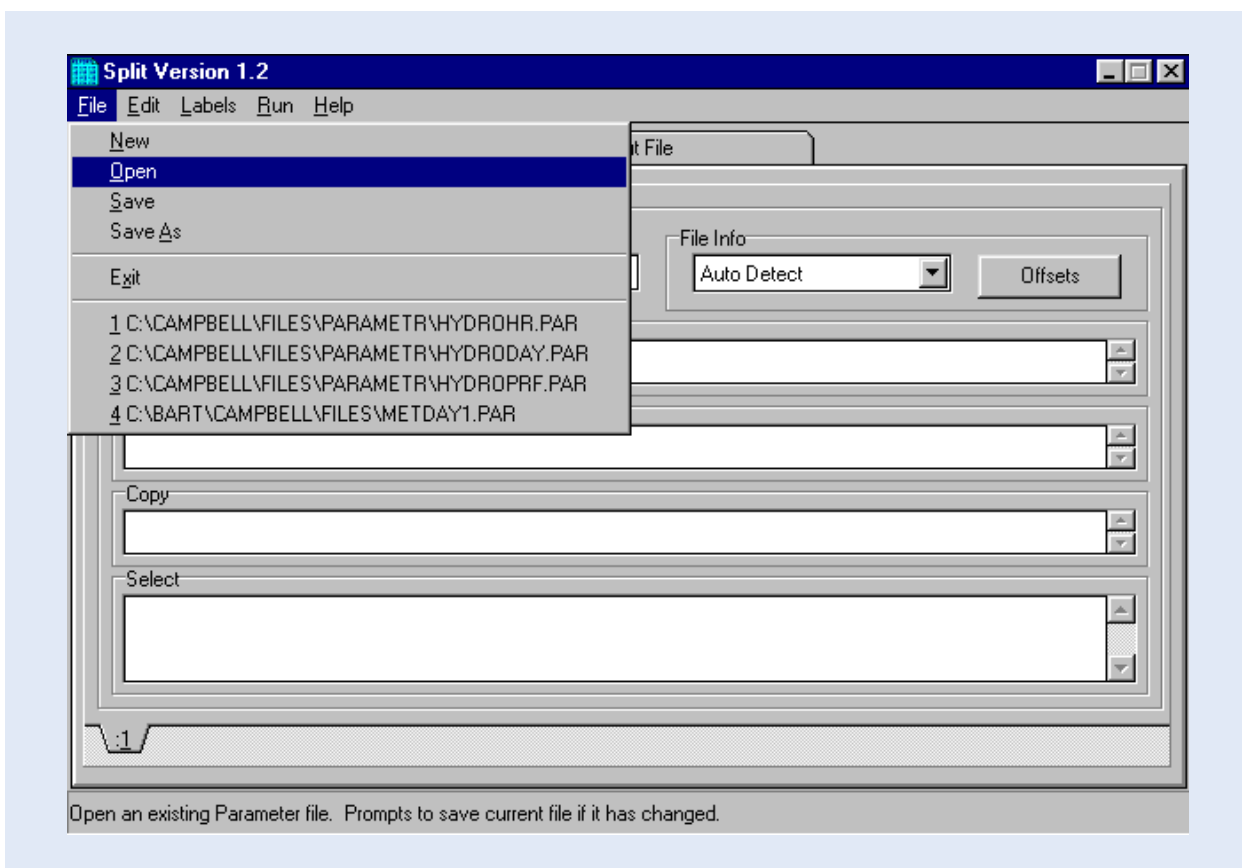 Split Version 1.2
File Edit Labels Run Help
New
Open
Save
Save As
Exit
1 C:\CAMPBELL\FILES\PARAMETR\HYDROHR.PAR
2 C:\CAMPBELL\FILES\PARAMETR\HYDRODAY.PAR
3 C:\CAMPBELL\FILES\PARAMETR\HYDROPRF.PAR
4 C:\BART\CAMPBELL\FILES\METDAY1.PAR
File
File Info
Auto Detect
Offsets
Copy
Select
:1
Open an existing Parameter file. Prompts to save current file if it has changed.